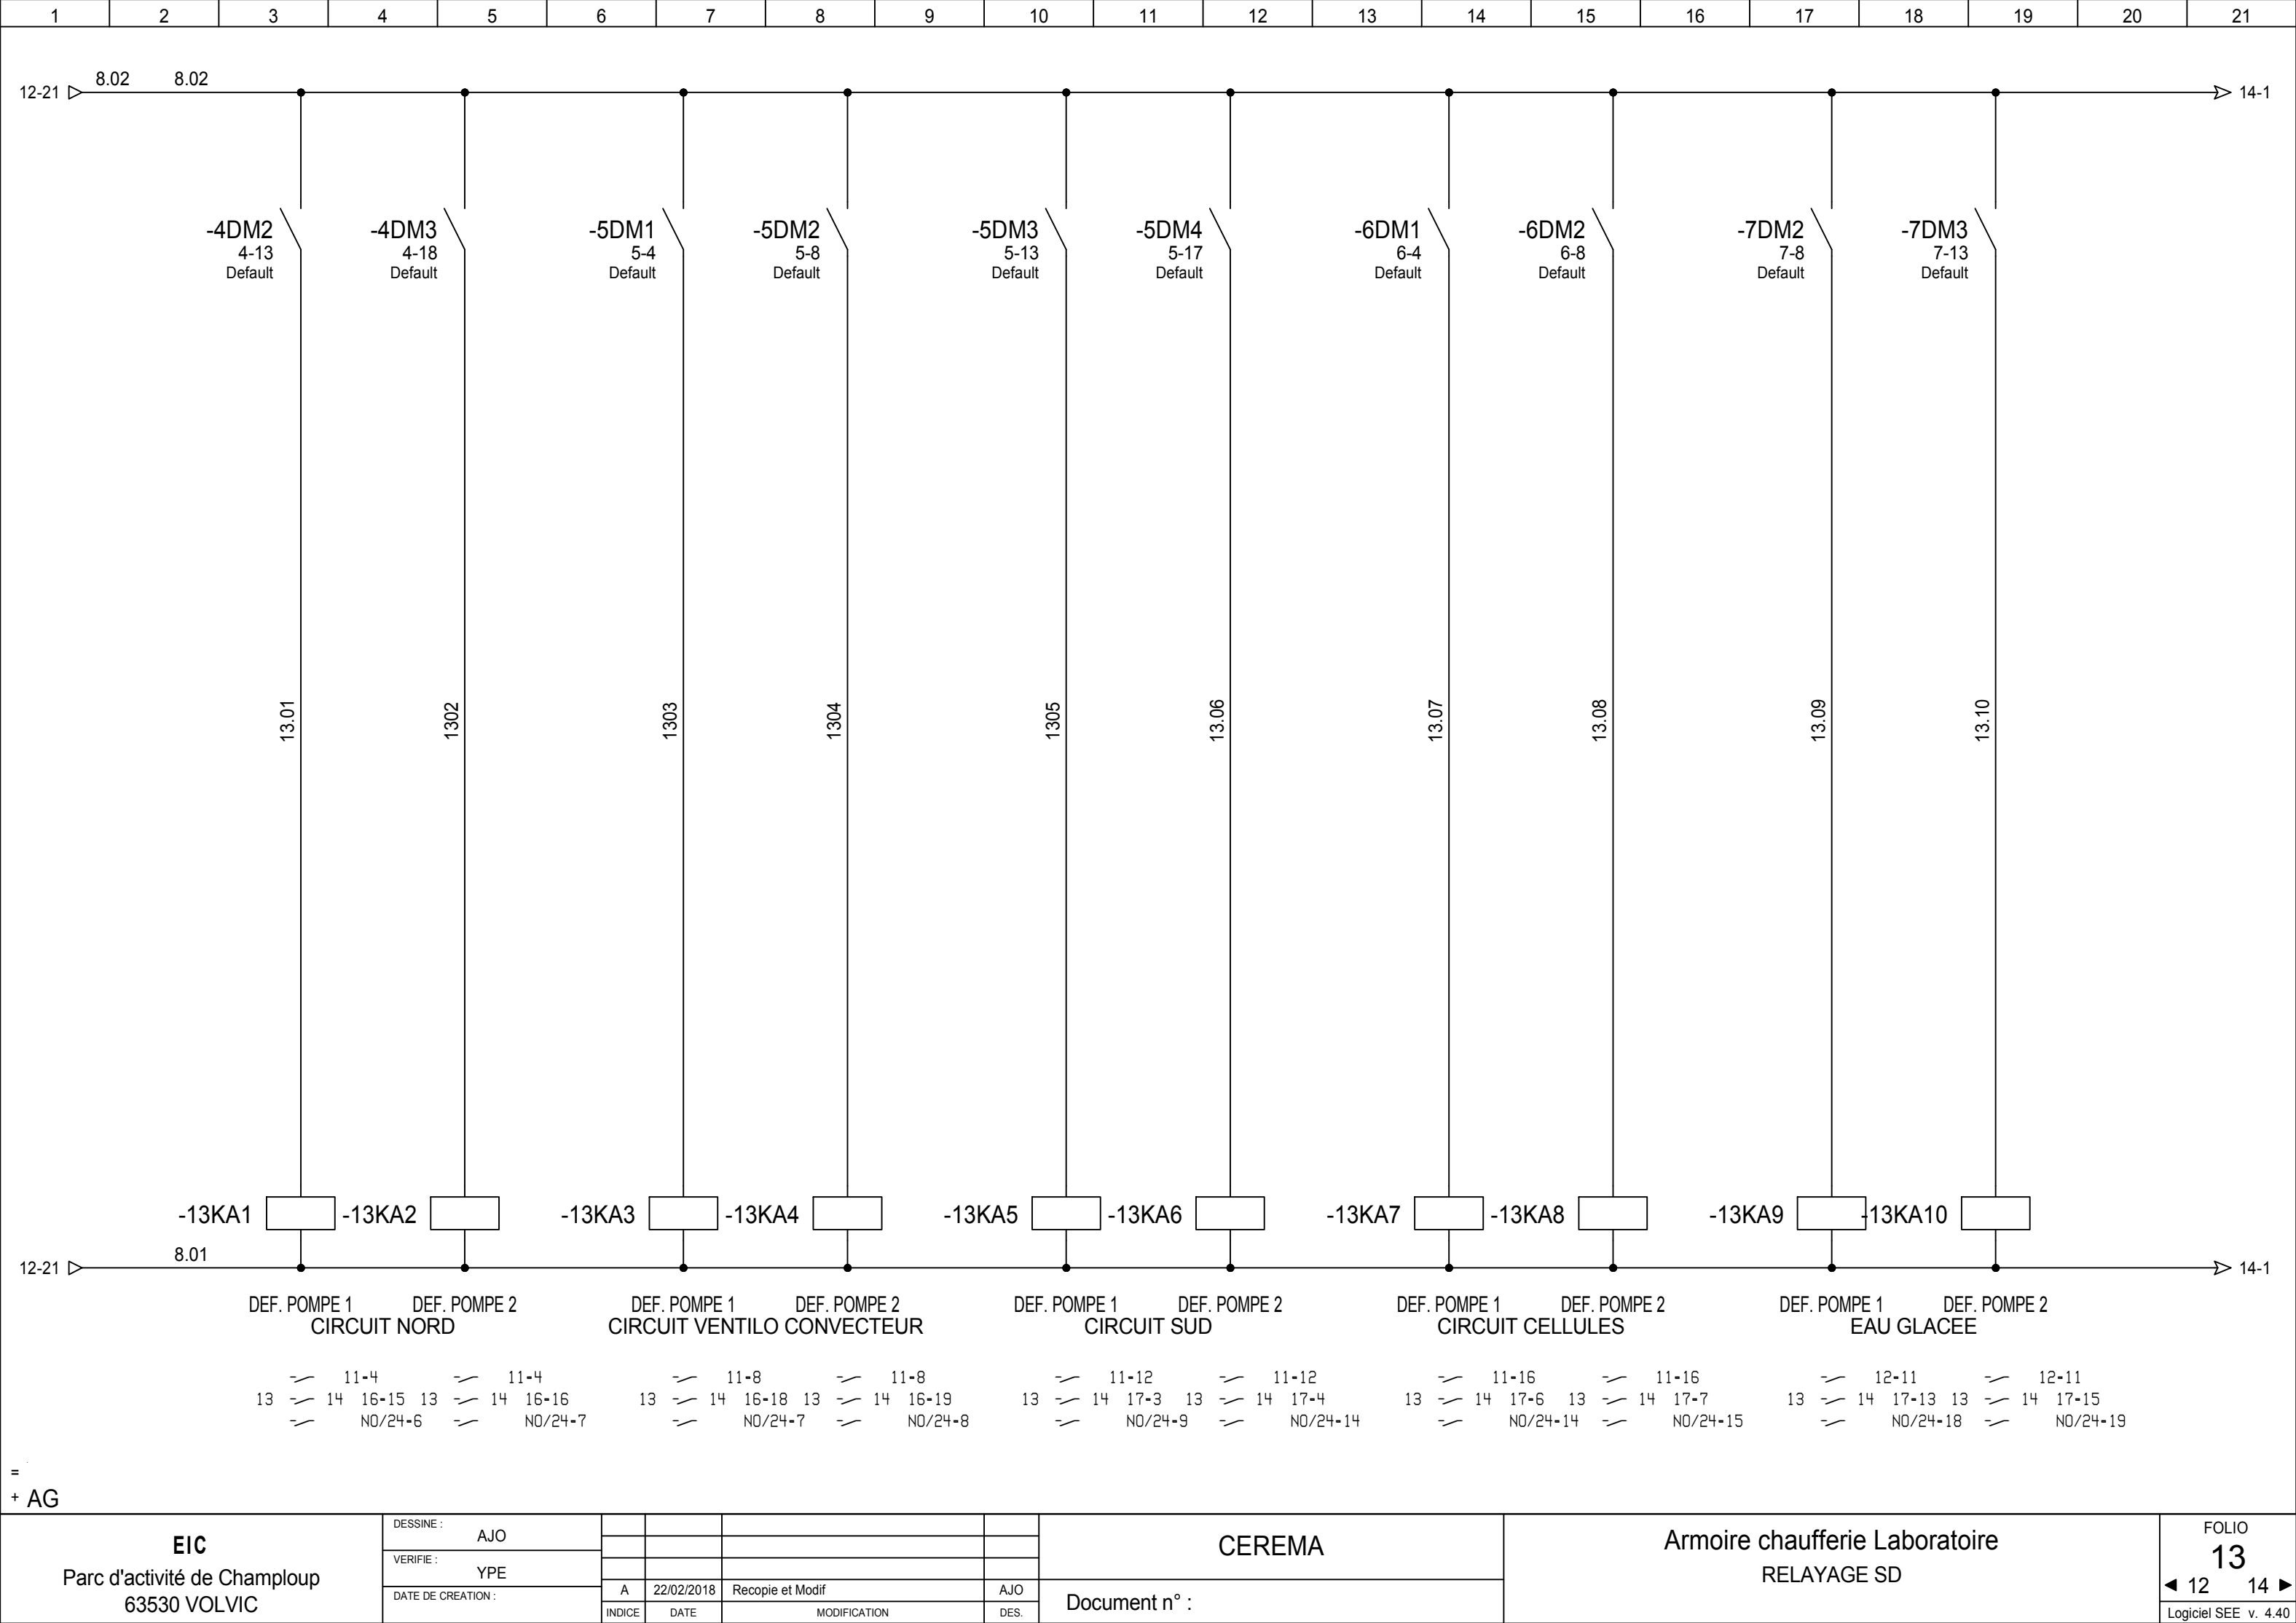 1 2 3 4 5 6 7 8 9 10 11 12 13 14 15 16 17 18 19 20 21
8.02 8.02
12-21 14-1
-4DM2 -4DM3 -5DM1 -5DM2 -5DM3 -5DM4 -6DM1 -6DM2 -7DM2 -7DM3
4-13 4-18 5-4 5-8 5-13 5-17 6-4 6-8 7-8 7-13
Default Default Default Default Default Default Default Default Default Default
13.01 1302 1303 1304 1305 13.06 13.07 13.08 13.09 13.10
-13KA1 -13KA2 -13KA3 -13KA4 -13KA5 -13KA6 -13KA7 -13KA8 -13KA9 -13KA10
8.01
12-21 14-1
DEF. POMPE 1 DEF. POMPE 2 DEF. POMPE 1 DEF. POMPE 2 DEF. POMPE 1 DEF. POMPE 2 DEF. POMPE 1 DEF. POMPE 2 DEF. POMPE 1 DEF. POMPE 2
CIRCUIT NORD CIRCUIT VENTILO CONVECTEUR CIRCUIT SUD CIRCUIT CELLULES EAU GLACEE
11-4 11-4 11-8 11-8 11-12 11-12 11-16 11-16 12-11 12-11
13 14 16-15 13 14 16-16 13 14 16-18 13 14 16-19 13 14 17-3 13 14 17-4 13 14 17-6 13 14 17-7 13 14 17-13 13 14 17-15
NO/24-6 NO/24-7 NO/24-7 NO/24-8 NO/24-9 NO/24-14 NO/24-14 NO/24-15 NO/24-18 NO/24-19
=
+ AG
EIC
Parc d'activité de Champloup
63530 VOLVIC
DESSINE :
AJO
VERIFIE :
YPE
DATE DE CREATION :
A 22/02/2018 Recopie et Modif AJO
INDICE DATE MODIFICATION DES.
CEREMA
Document n° :
Armoire chaufferie Laboratoire
RELAYAGE SD
FOLIO
13
12 14
Logiciel SEE v. 4.40